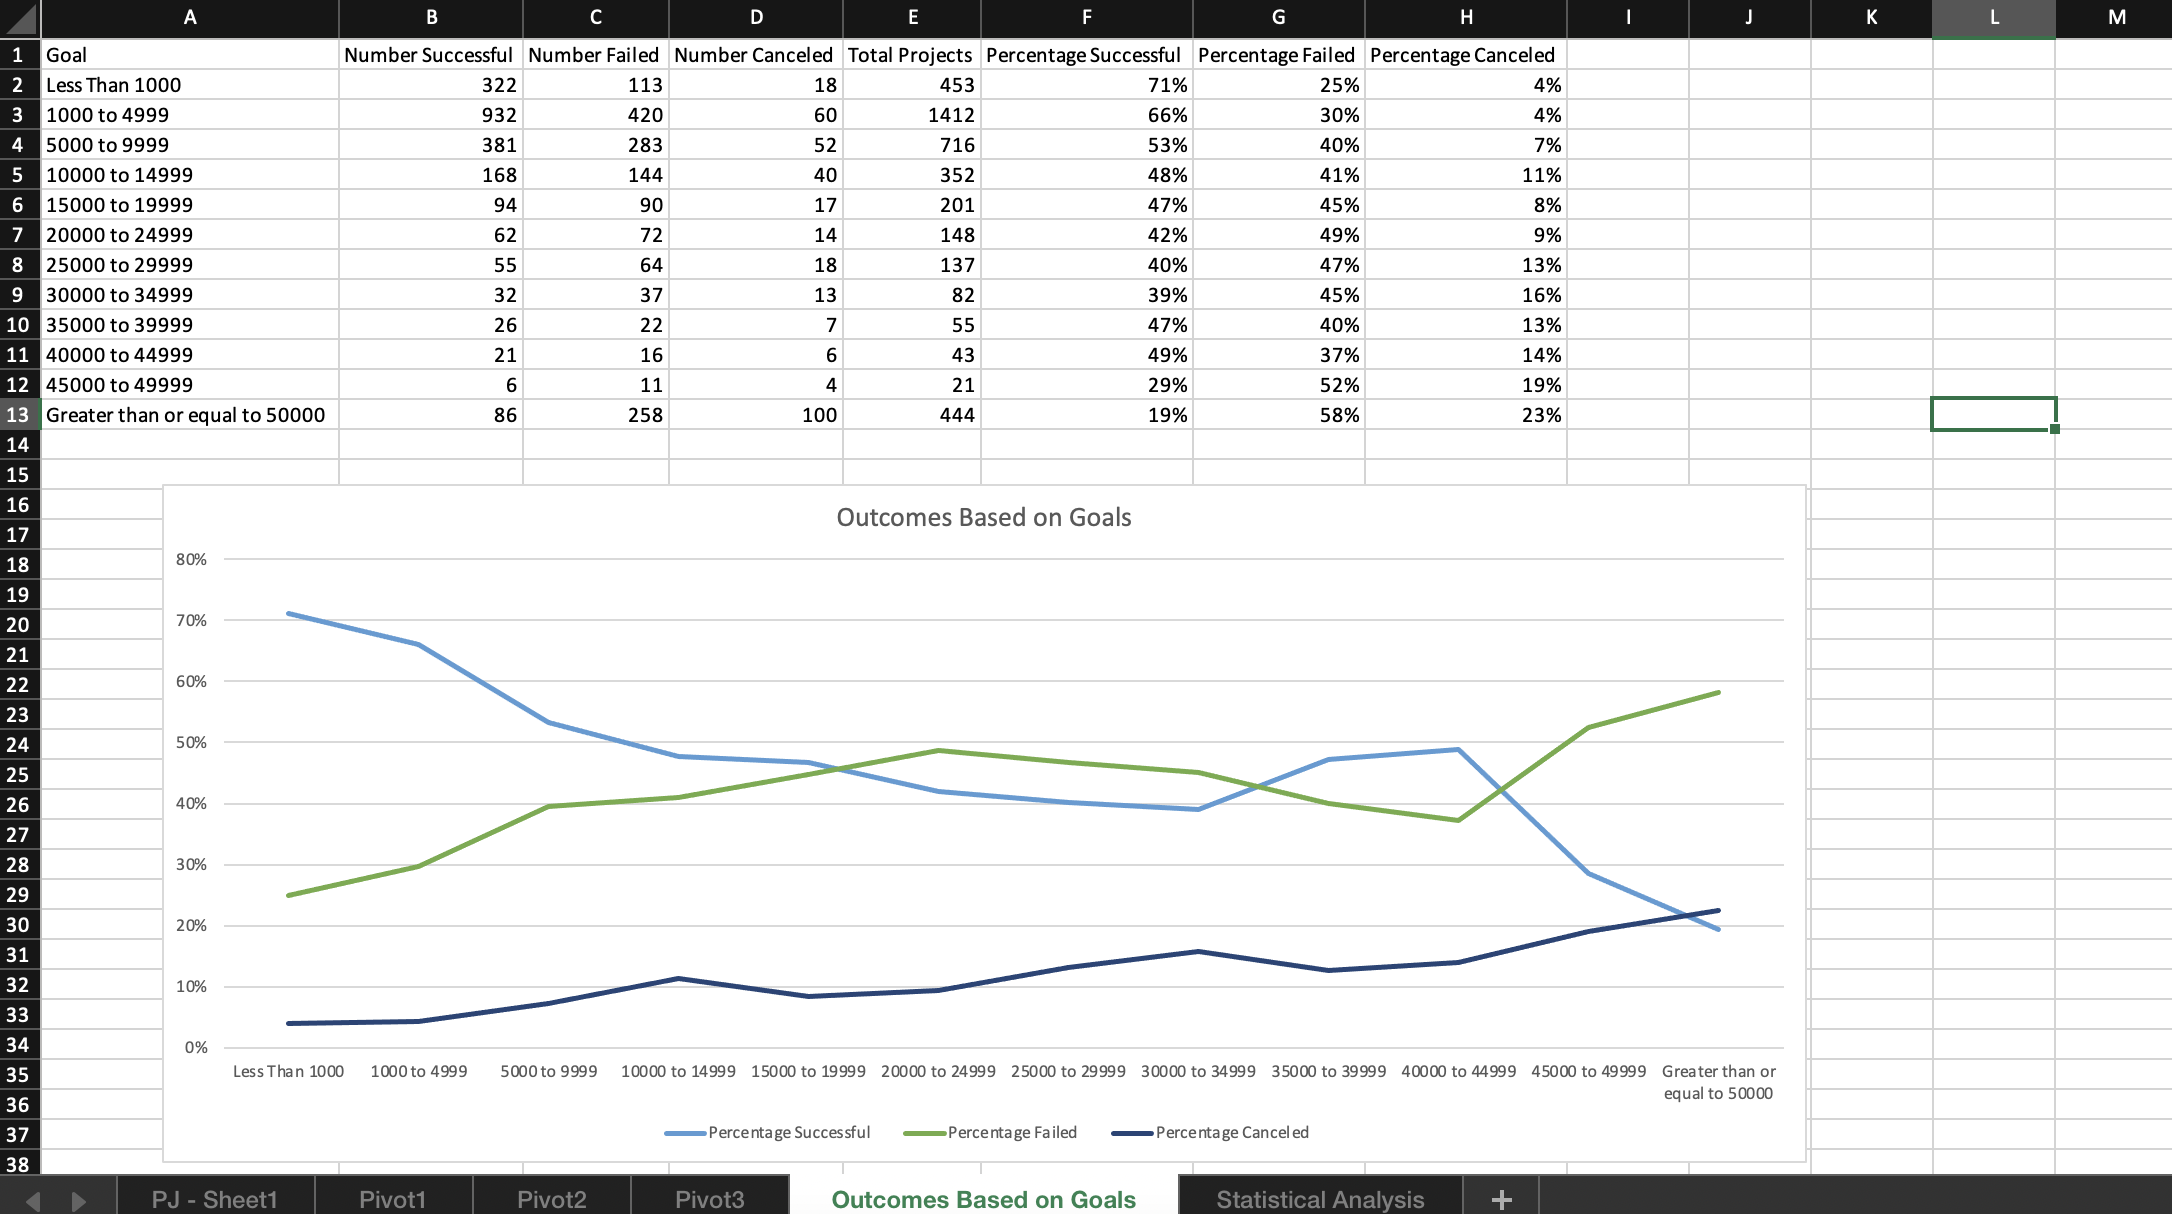 A B C D E F G H I J K L M
1 Goal Number Successful Number Failed Number Canceled Total Projects Percentage Successful Percentage Failed Percentage Canceled
2 Less Than 1000 322 113 18 453 71% 25% 4%
3 1000 to 4999 932 420 60 1412 66% 30% 4%
4 5000 to 9999 381 283 52 716 53% 40% 7%
5 10000 to 14999 168 144 40 352 48% 41% 11%
6 15000 to 19999 94 90 17 201 47% 45% 8%
7 20000 to 24999 62 72 14 148 42% 49% 9%
8 25000 to 29999 55 64 18 137 40% 47% 13%
9 30000 to 34999 32 37 13 82 39% 45% 16%
10 35000 to 39999 26 22 7 55 47% 40% 13%
11 40000 to 44999 21 16 6 43 49% 37% 14%
12 45000 to 49999 6 11 4 21 29% 52% 19%
13 Greater than or equal to 50000 86 258 100 444 19% 58% 23%
14
15
16
17
18
19
20
21
22
23
24
25
26
27
28
29
30
31
32
33
34
35
36
37
38
Outcomes Based on Goals
80%
70%
60%
50%
40%
30%
20%
10%
0%
Less Than 1000 1000 to 4999 5000 to 9999 10000 to 14999 15000 to 19999 20000 to 24999 25000 to 29999 30000 to 34999 35000 to 39999 40000 to 44999 45000 to 49999 Greater than or
equal to 50000
Percentage Successful Percentage Failed Percentage Canceled
PJ - Sheet1 Pivot1 Pivot2 Pivot3 Outcomes Based on Goals Statistical Analysis +